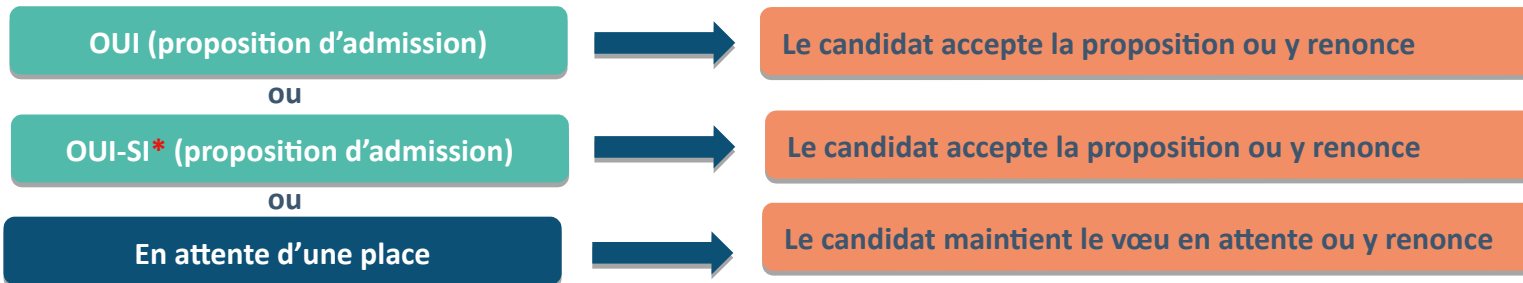 OUI (proposition d’admission)
Le candidat accepte la proposition ou y renonce
ou
OUI-SI* (proposition d’admission)
Le candidat accepte la proposition ou y renonce
ou
En attente d’une place
Le candidat maintient le vœu en attente ou y renonce